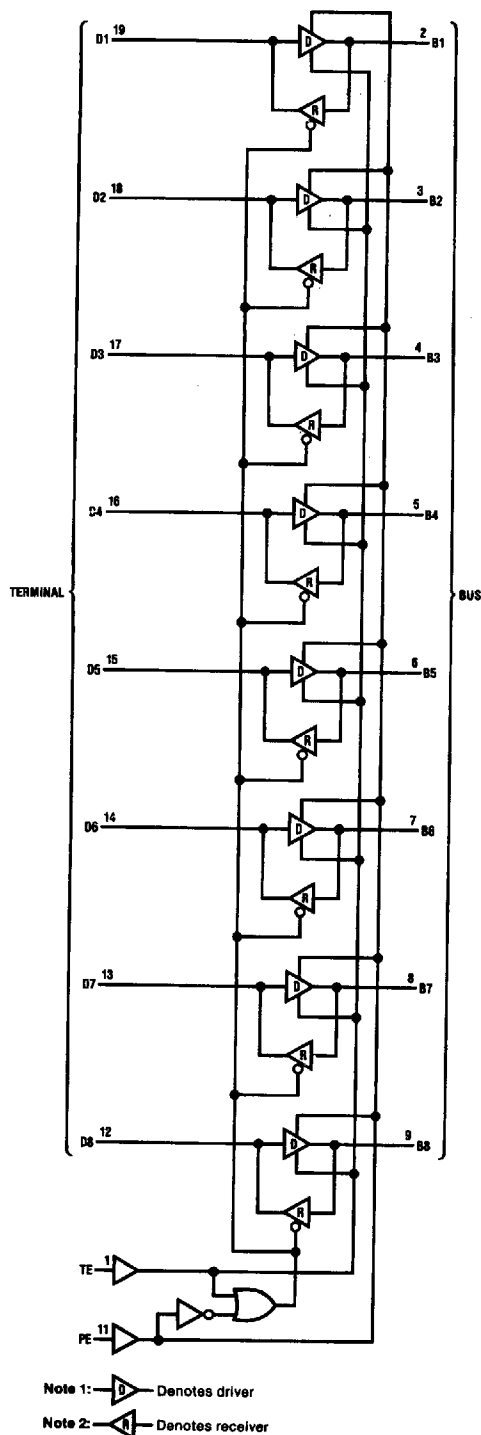 D1 19 D 2 B1
R
D2 18 D 3 B2
R
D3 17 D 4 B3
R
D4 16 D 5 B4
R
TERMINAL BUS
D5 15 D 6 B5
R
D6 14 D 7 B6
R
D7 13 D 8 B7
R
D8 12 D 9 B8
R
TE 1
PE 11
Note 1: D Denotes driver
Note 2: R Denotes receiver